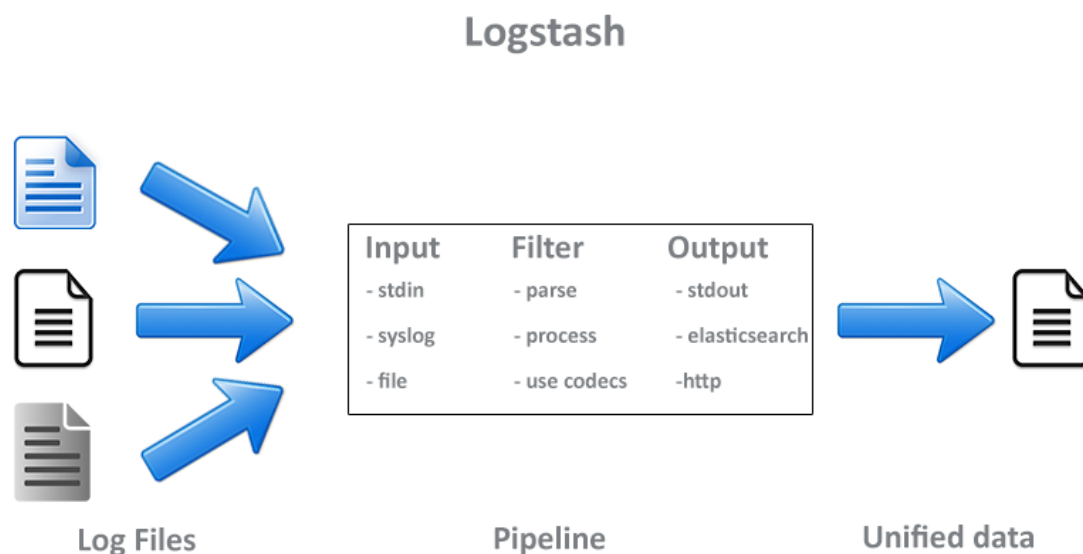 Logstash
Input Filter Output
- stdin - parse - stdout
- syslog - process - elasticsearch
- file - use codecs -http
Log Files Pipeline Unified data